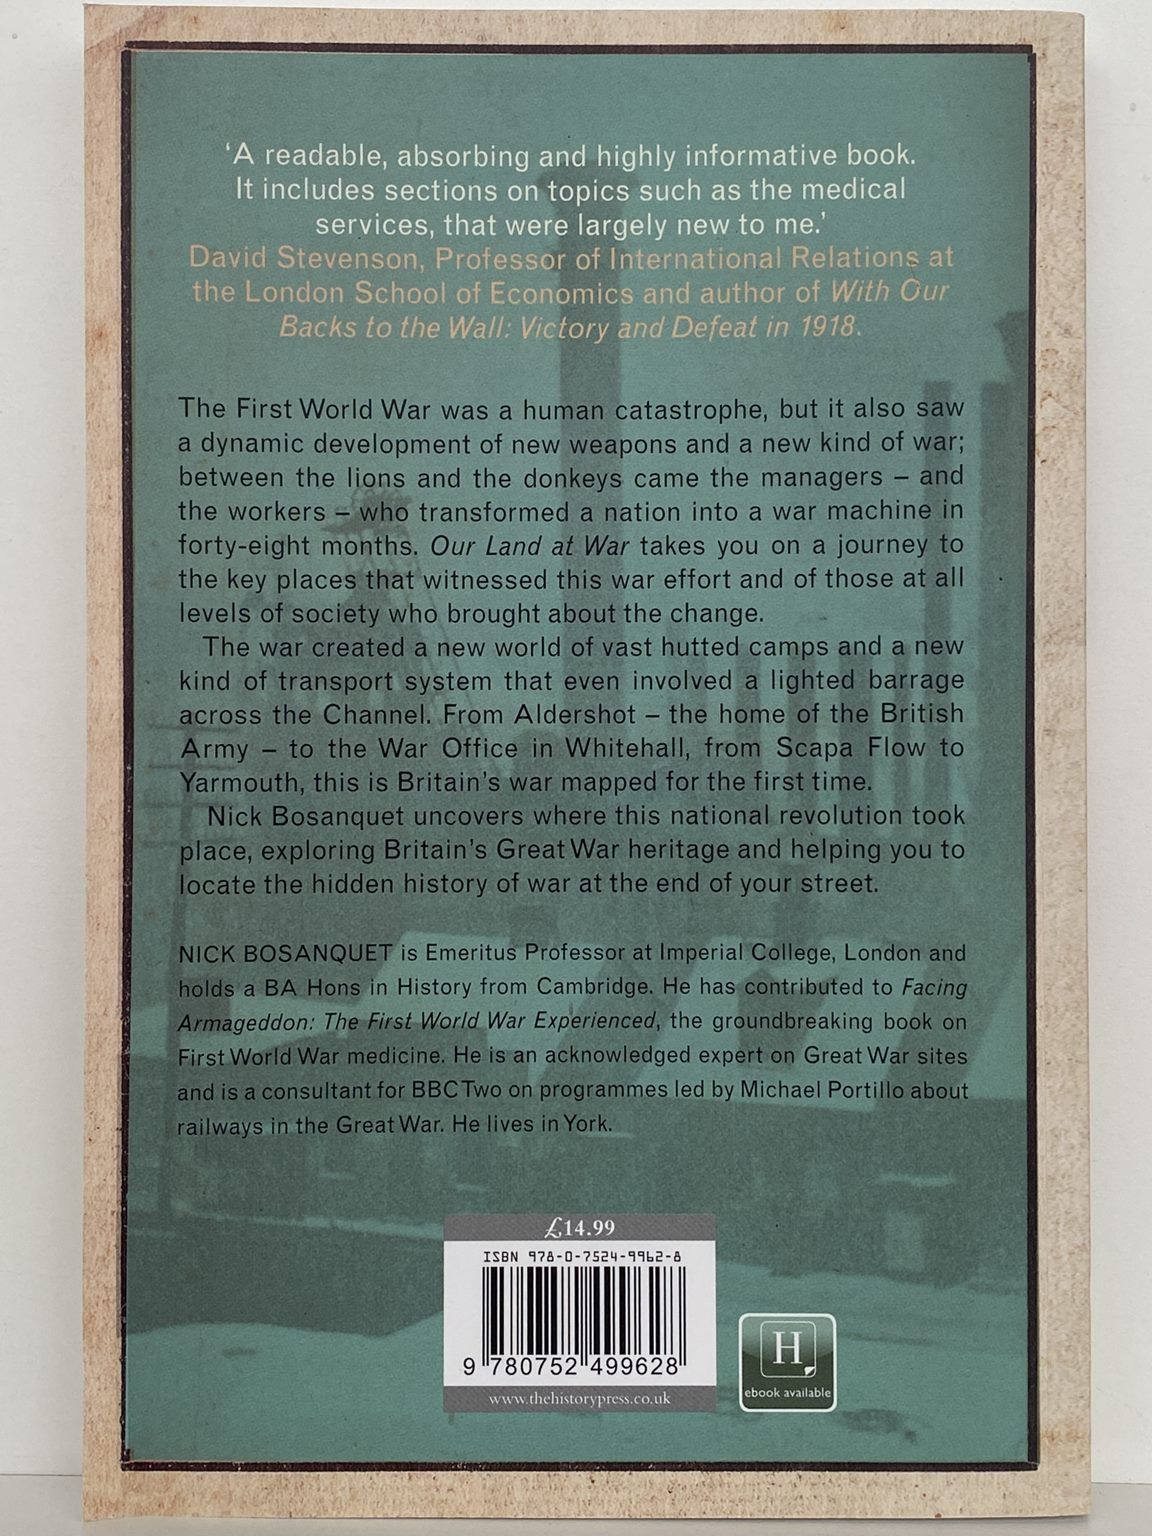 ‘A readable, absorbing and highly informative book.
It includes sections on topics such as the medical
services, that were largely new to me.’
David Stevenson, Professor of International Relations at
the London School of Economics and author of With Our
Backs to the Wall: Victory and Defeat in 1918.
The First World War was a human catastrophe, but it also saw
a dynamic development of new weapons and a new kind of war;
between the lions and the donkeys came the managers – and
the workers – who transformed a nation into a war machine in
forty-eight months. Our Land at War takes you on a journey to
the key places that witnessed this war effort and of those at all
levels of society who brought about the change.
The war created a new world of vast hutted camps and a new
kind of transport system that even involved a lighted barrage
across the Channel. From Aldershot – the home of the British
Army – to the War Office in Whitehall, from Scapa Flow to
Yarmouth, this is Britain’s war mapped for the first time.
Nick Bosanquet uncovers where this national revolution took
place, exploring Britain’s Great War heritage and helping you to
locate the hidden history of war at the end of your street.
NICK BOSANQUET is Emeritus Professor at Imperial College, London and
holds a BA Hons in History from Cambridge. He has contributed to Facing
Armageddon: The First World War Experienced, the groundbreaking book on
First World War medicine. He is an acknowledged expert on Great War sites
and is a consultant for BBC Two on programmes led by Michael Portillo about
railways in the Great War. He lives in York.
£14.99
ISBN 978-0-7524-9962-8
9 780752 499628
www.thehistorypress.co.uk
H
ebook available